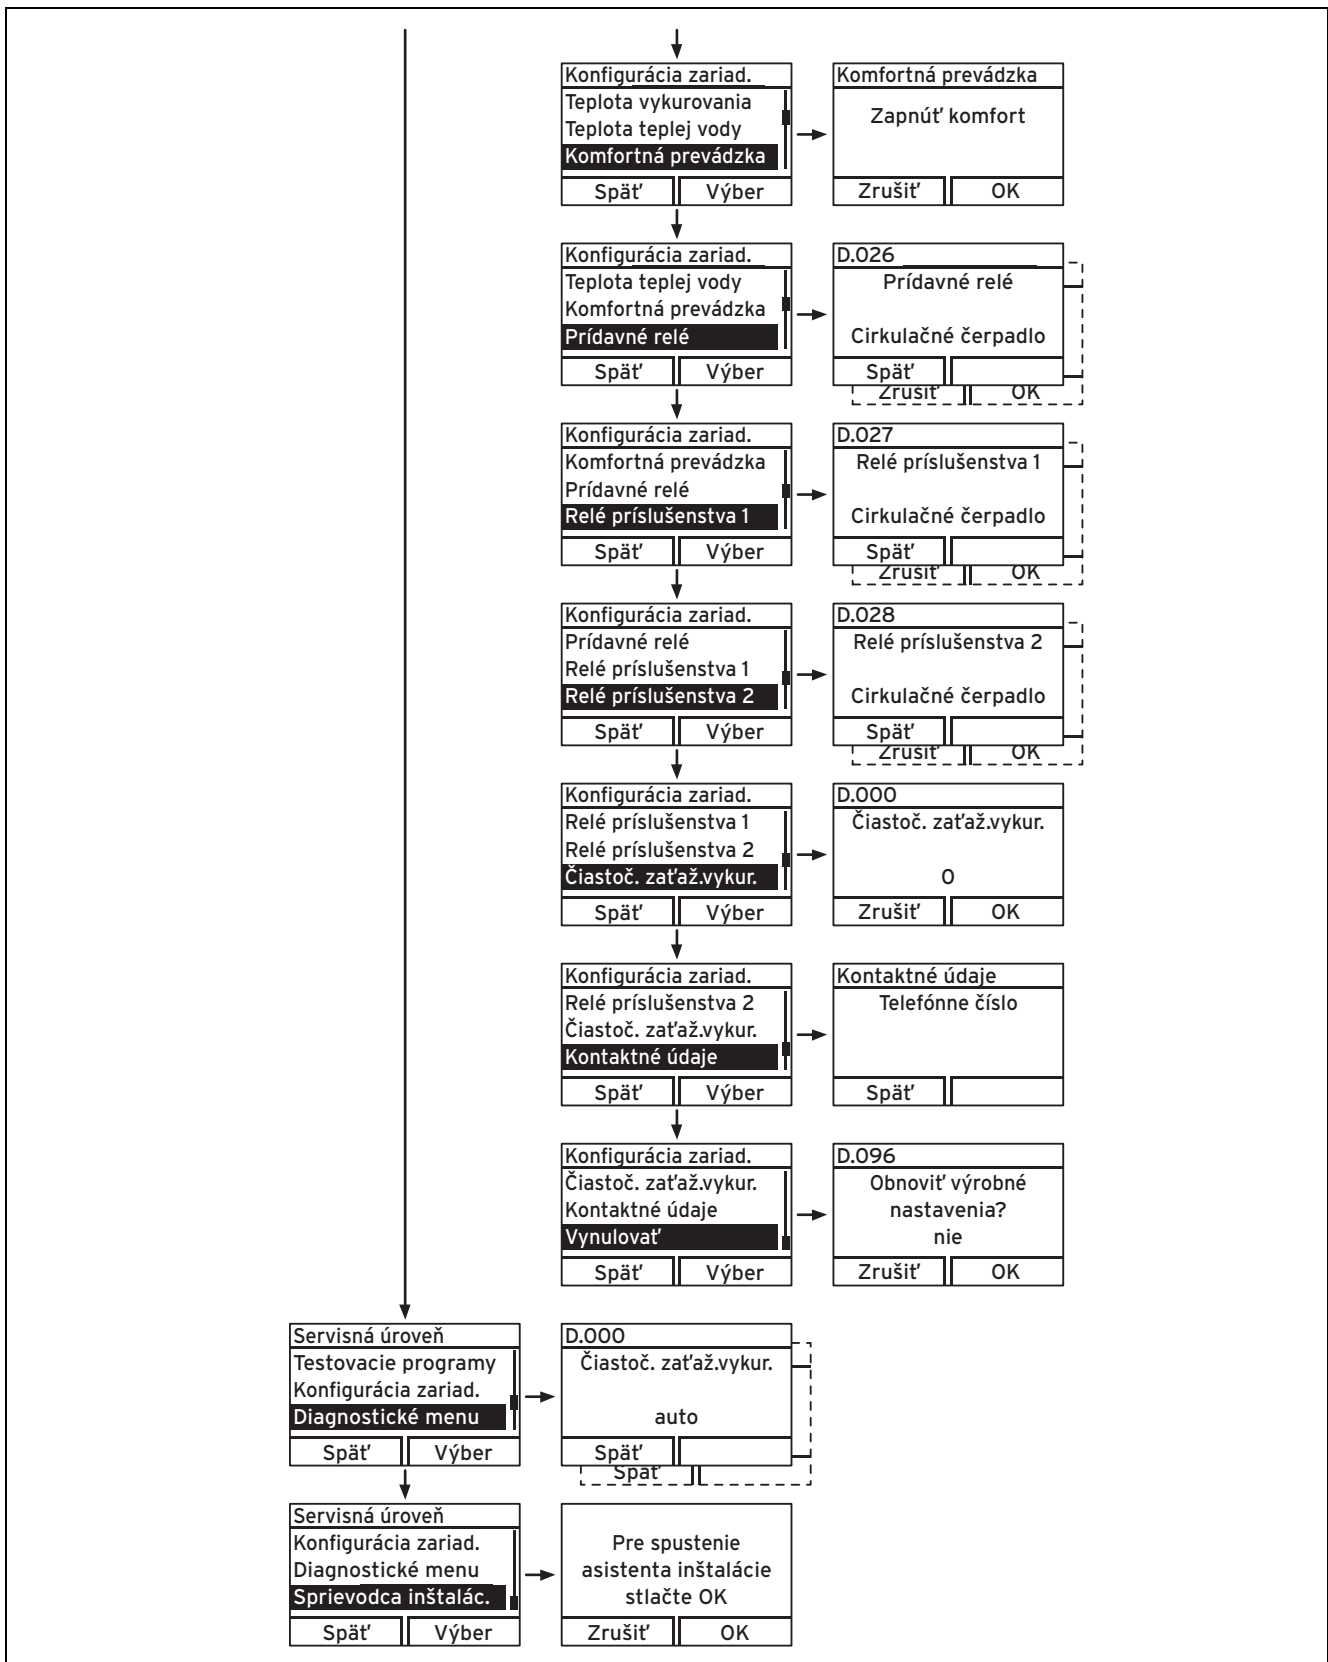 Konfigurácia zariad.
Teplota vykurovania
Teplota teplej vody
Komfortná prevádzka
Späť Výber
Komfortná prevádzka
Zapnúť komfort
Zrušiť OK
Konfigurácia zariad.
Teplota teplej vody
Komfortná prevádzka
Prídavné relé
Späť Výber
D.026
Prídavné relé
Cirkulačné čerpadlo
Späť
Zrušiť OK
Konfigurácia zariad.
Komfortná prevádzka
Prídavné relé
Relé príslušenstva 1
Späť Výber
D.027
Relé príslušenstva 1
Cirkulačné čerpadlo
Späť
Zrušiť OK
Konfigurácia zariad.
Prídavné relé
Relé príslušenstva 1
Relé príslušenstva 2
Späť Výber
D.028
Relé príslušenstva 2
Cirkulačné čerpadlo
Späť
Zrušiť OK
Konfigurácia zariad.
Relé príslušenstva 1
Relé príslušenstva 2
Čiastoč. zaťaž.vykur.
Späť Výber
D.000
Čiastoč. zaťaž.vykur.
0
Zrušiť OK
Konfigurácia zariad.
Relé príslušenstva 2
Čiastoč. zaťaž.vykur.
Kontaktné údaje
Späť Výber
Kontaktné údaje
Telefónne číslo
Späť
Konfigurácia zariad.
Čiastoč. zaťaž.vykur.
Kontaktné údaje
Vynulovať
Späť Výber
D.096
Obnoviť výrobné
nastavenia?
nie
Zrušiť OK
Servisná úroveň
Testovacie programy
Konfigurácia zariad.
Diagnostické menu
Späť Výber
D.000
Čiastoč. zaťaž.vykur.
auto
Späť
Späť
Servisná úroveň
Konfigurácia zariad.
Diagnostické menu
Sprievodca inštalác.
Späť Výber
Pre spustenie
asistenta inštalácie
stlačte OK
Zrušiť OK